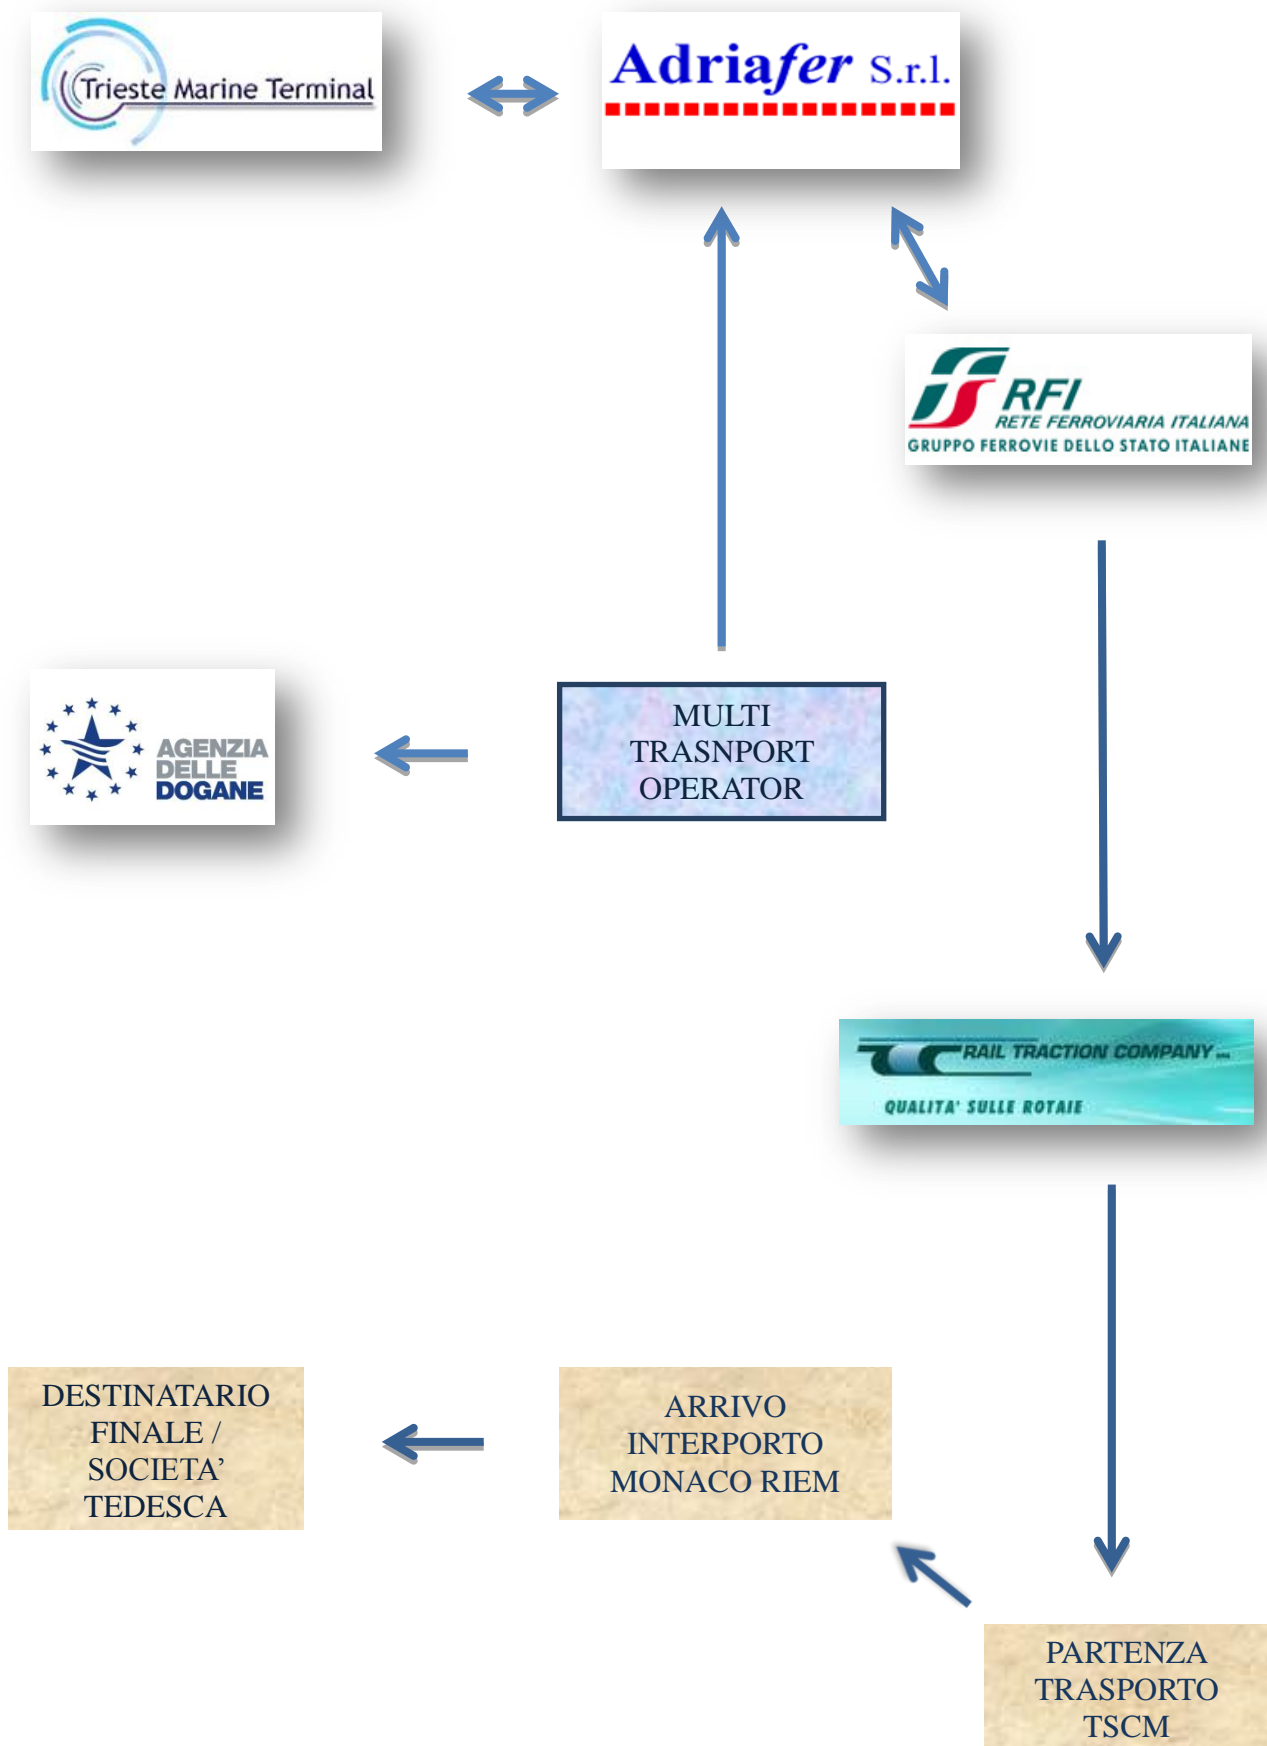 Trieste Marine Terminal
Adriafer S.r.l.
RFI
RETE FERROVIARIA ITALIANA
GRUPPO FERROVIE DELLO STATO ITALIANE
AGENZIA
DELLE
DOGANE
MULTI
TRASNPORT
OPERATOR
RAIL TRACTION COMPANY
QUALITA' SULLE ROTAIE
DESTINATARIO
FINALE /
SOCIETA’
TEDESCA
ARRIVO
INTERPORTO
MONACO RIEM
PARTENZA
TRASPORTO
TSCM